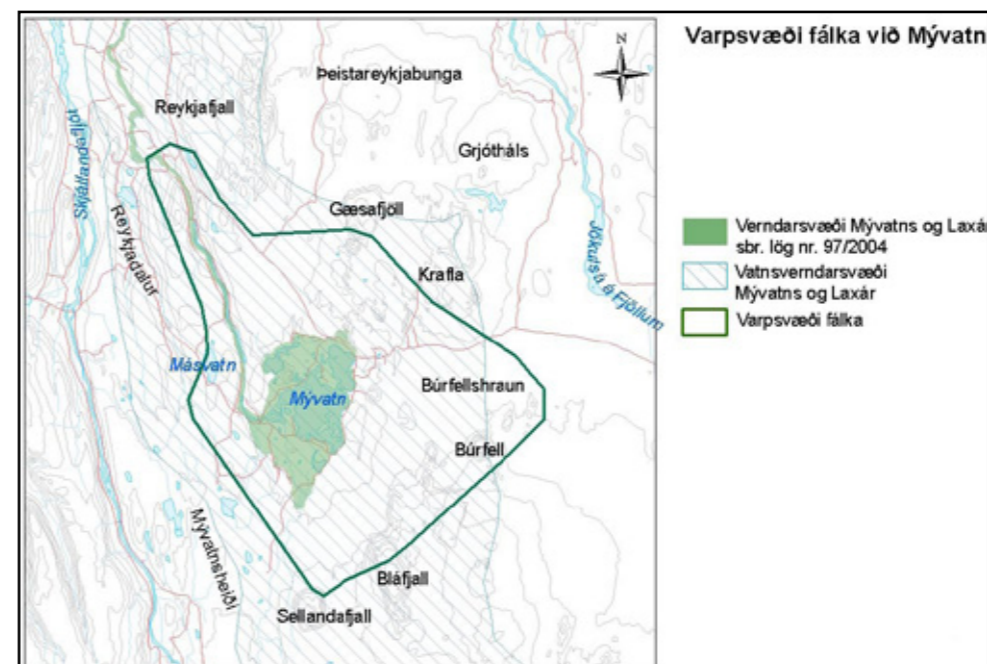 Varpsvæði fálka við Mývatn
N
Þeistareykjabunga
Reykjafjall
Skjálfandafljót
Grjótháls
Reykjadalur
Gæsafjöll
Krafla
Jökulsá á Fjöllum
Verndarsvæði Mývatns og Laxár
sbr. lög nr. 97/2004
Vatnsverndarsvæði
Mývatns og Laxár
Varpsvæði fálka
Másvatn
Mývatn
Búrfellshraun
Búrfell
Mývatnsheiði
Bláfjall
Sellandafjall